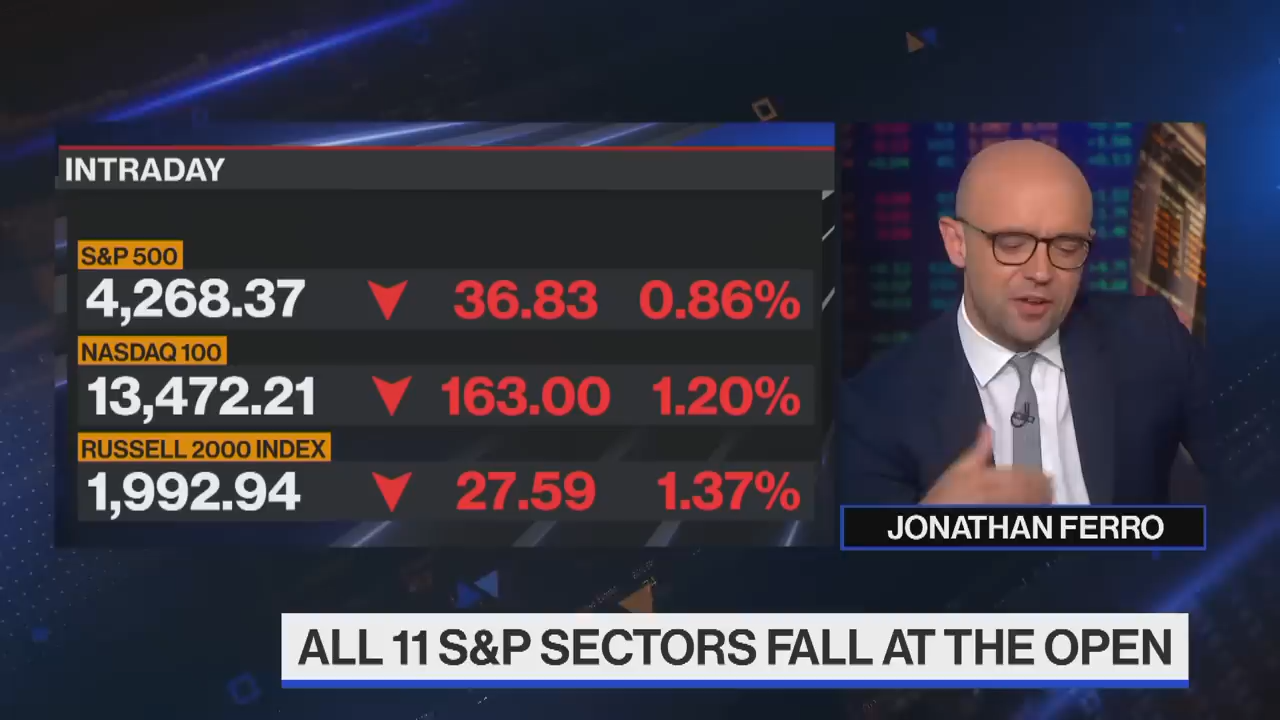 INTRADAY
S&P 500
4,268.37 36.83 0.86%
NASDAQ 100
13,472.21 163.00 1.20%
RUSSELL 2000 INDEX
1,992.94 27.59 1.37%
JONATHAN FERRO
ALL 11 S&P SECTORS FALL AT THE OPEN